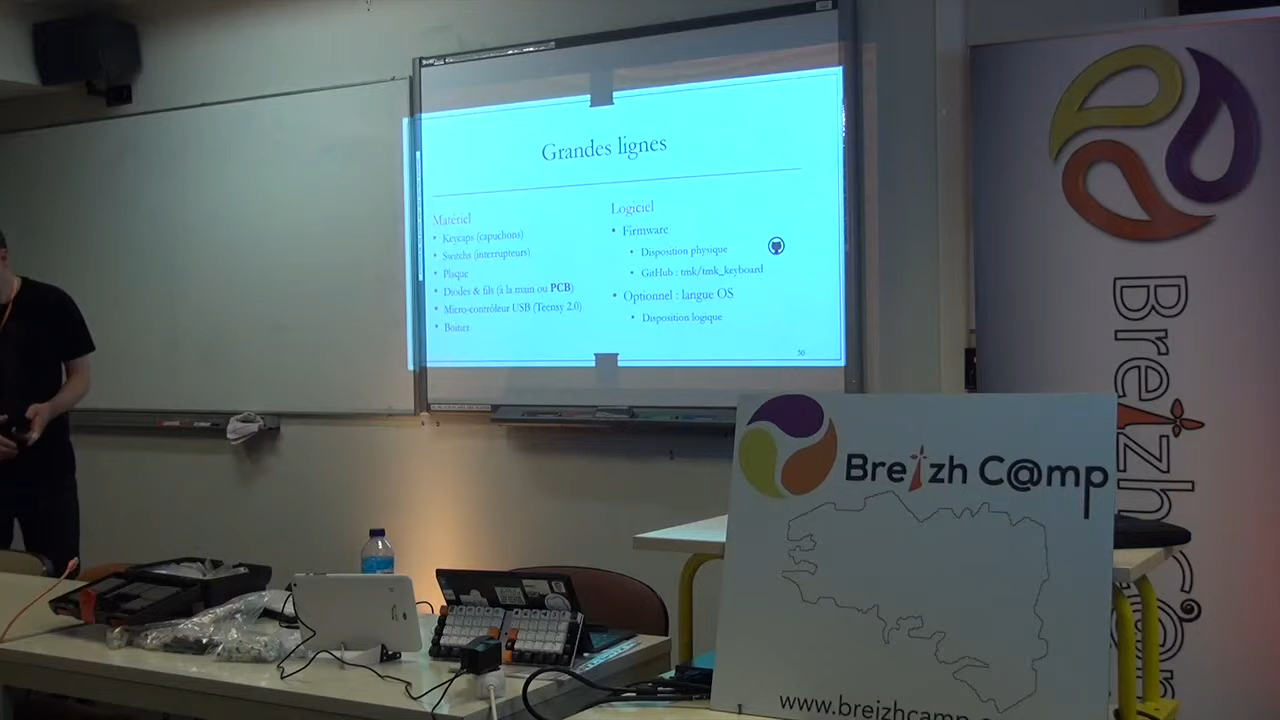 Grandes lignes
Matériel
• Keycaps (capuchons)
• Switchs (interrupteurs)
• Plaque
• Diodes & fils (à la main ou PCB)
• Micro-contrôleur USB (Teensy 2.0)
• Boitier
Logiciel
• Firmware
• Disposition physique
• GitHub : tmk/tmk_keyboard
• Optionnel : langue OS
• Disposition logique
30
Breizh C@mp
www.breizhcamp
Breizh C@mp